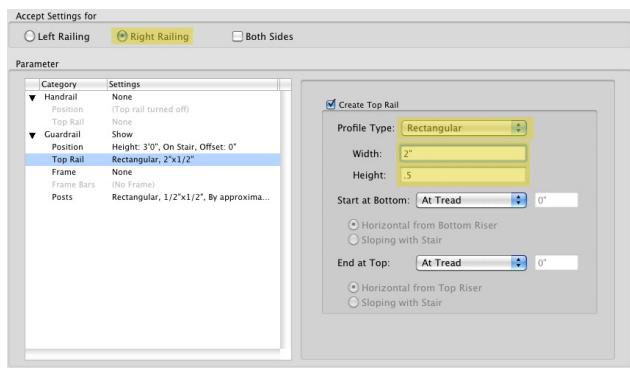 Accept Settings for
Left Railing Right Railing Both Sides
Parameter
Category Settings
Handrail None
Position (Top rail turned off)
Top Rail None
Guardrail Show
Position Height: 3'0", On Stair, Offset: 0"
Top Rail Rectangular, 2"x1/2"
Frame None
Frame Bars (No Frame)
Posts Rectangular, 1/2"x1/2", By approxima...
Create Top Rail
Profile Type: Rectangular
Width: 2"
Height: .5
Start at Bottom: At Tread 0"
Horizontal from Bottom Riser
Sloping with Stair
End at Top: At Tread 0"
Horizontal from Top Riser
Sloping with Stair